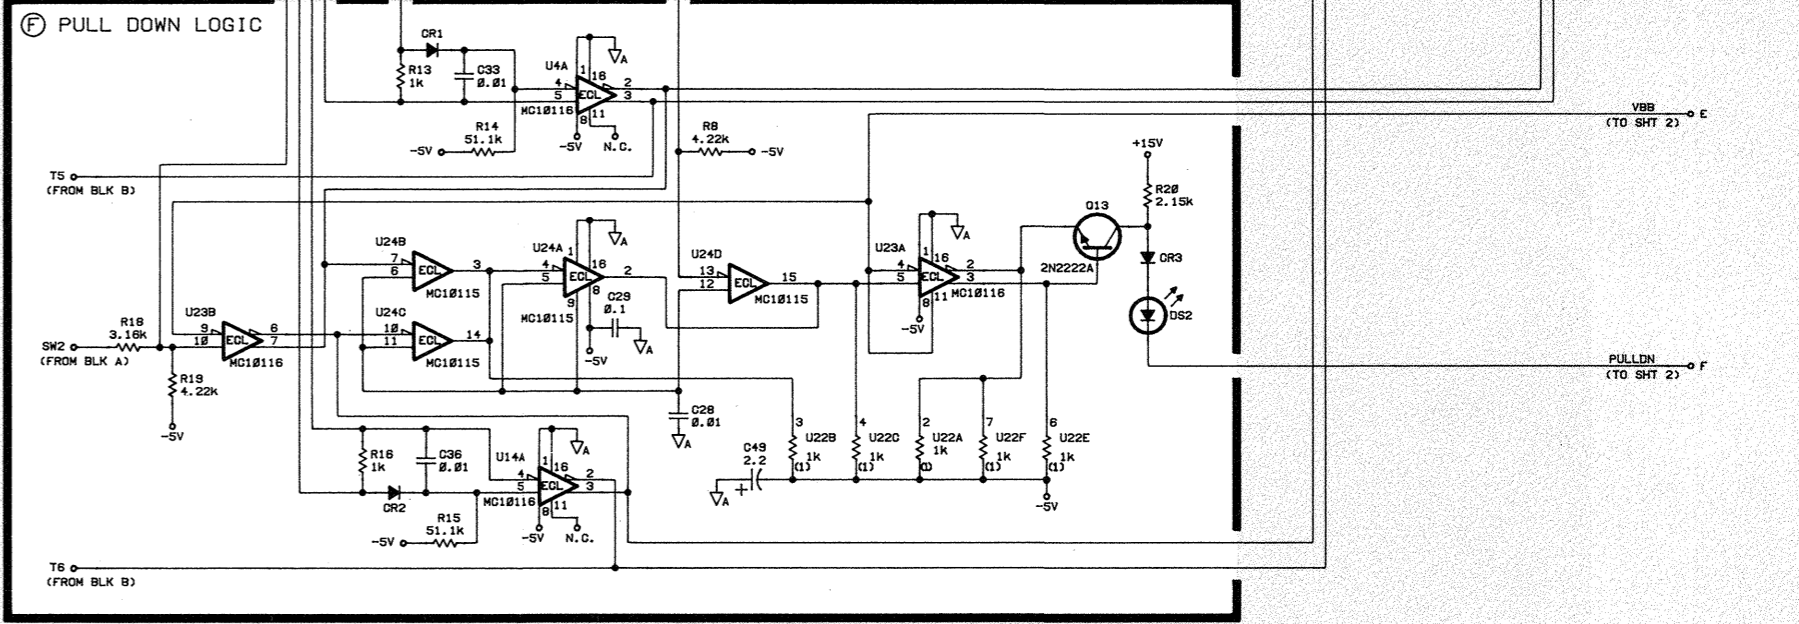 F PULL DOWN LOGIC
CR1
R13
1k
C33
0.01
U4A
1
16
A
4
5
ECL
2
3
MC10116
8
11
-5V
N.C.
R14
51.1k
-5V
R8
4.22k
-5V
VBB
(TO SHT 2)
E
T5
(FROM BLK B)
+15V
R20
2.15k
Q13
2N2222A
CR3
DS2
U24B
7
6
ECL
3
MC10115
U24A
1
16
A
4
5
ECL
2
9
8
MC10115
C29
0.1
A
-5V
U24D
13
12
ECL
15
MC10115
U23A
1
16
A
4
5
ECL
2
3
MC10116
8
11
-5V
SW2
(FROM BLK A)
R18
3.16k
U23B
9
10
ECL
6
7
MC10116
R19
4.22k
-5V
U24C
10
11
ECL
14
MC10115
PULLDN
(TO SHT 2)
F
C28
0.01
A
C49
2.2
+
A
3
U22B
1k
(1)
4
U22C
1k
(1)
2
U22A
1k
(1)
7
U22F
1k
(1)
6
U22E
1k
(1)
-5V
R16
1k
C36
0.01
CR2
U14A
1
16
A
4
5
ECL
2
3
MC10116
8
11
-5V
N.C.
R15
51.1k
-5V
T6
(FROM BLK B)